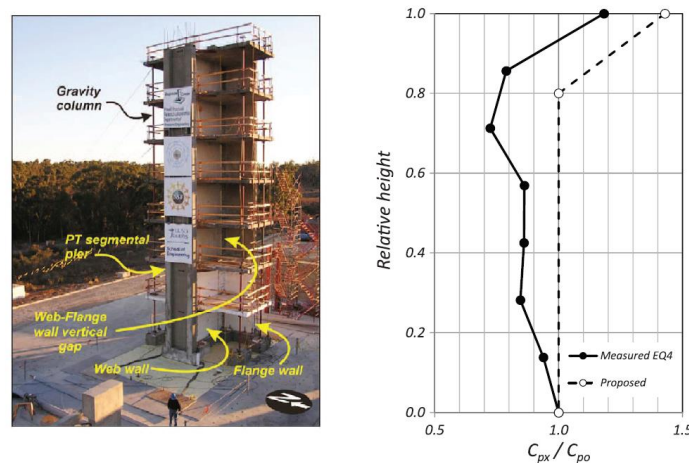 Gravity
column
PT segmental
pier
Web-Flange
wall vertical
gap
Web wall
Flange wall
1.0
0.8
0.6
0.4
0.2
0.0
Relative height
Measured EQ4
Proposed
0.5
1.0
1.5
Cpx / Cpo